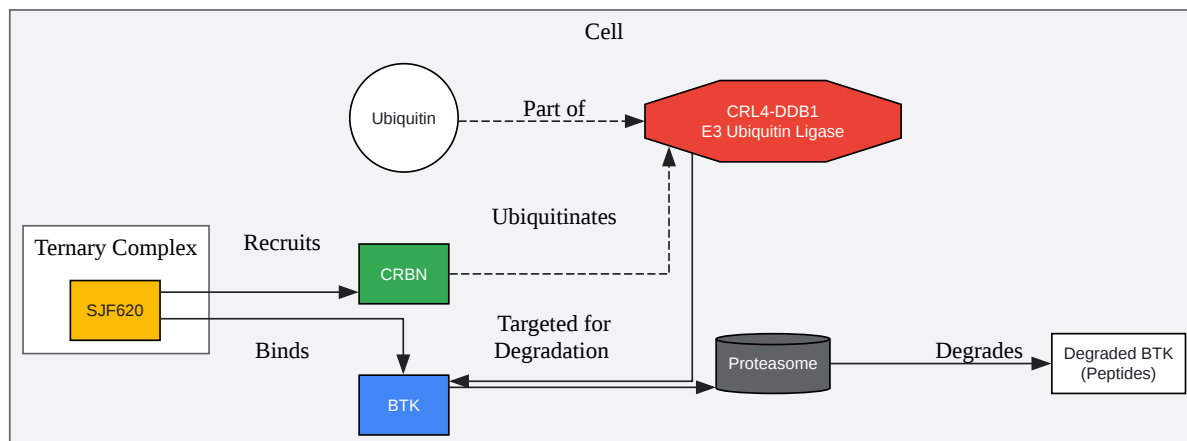 Cell
Ubiquitin
Part of
CRL4-DDB1
E3 Ubiquitin Ligase
Ubiquitinates
Ternary Complex
Recruits
CRBN
SJF620
Binds
Targeted for
Degradation
BTK
Proteasome
Degrades
Degraded BTK
(Peptides)